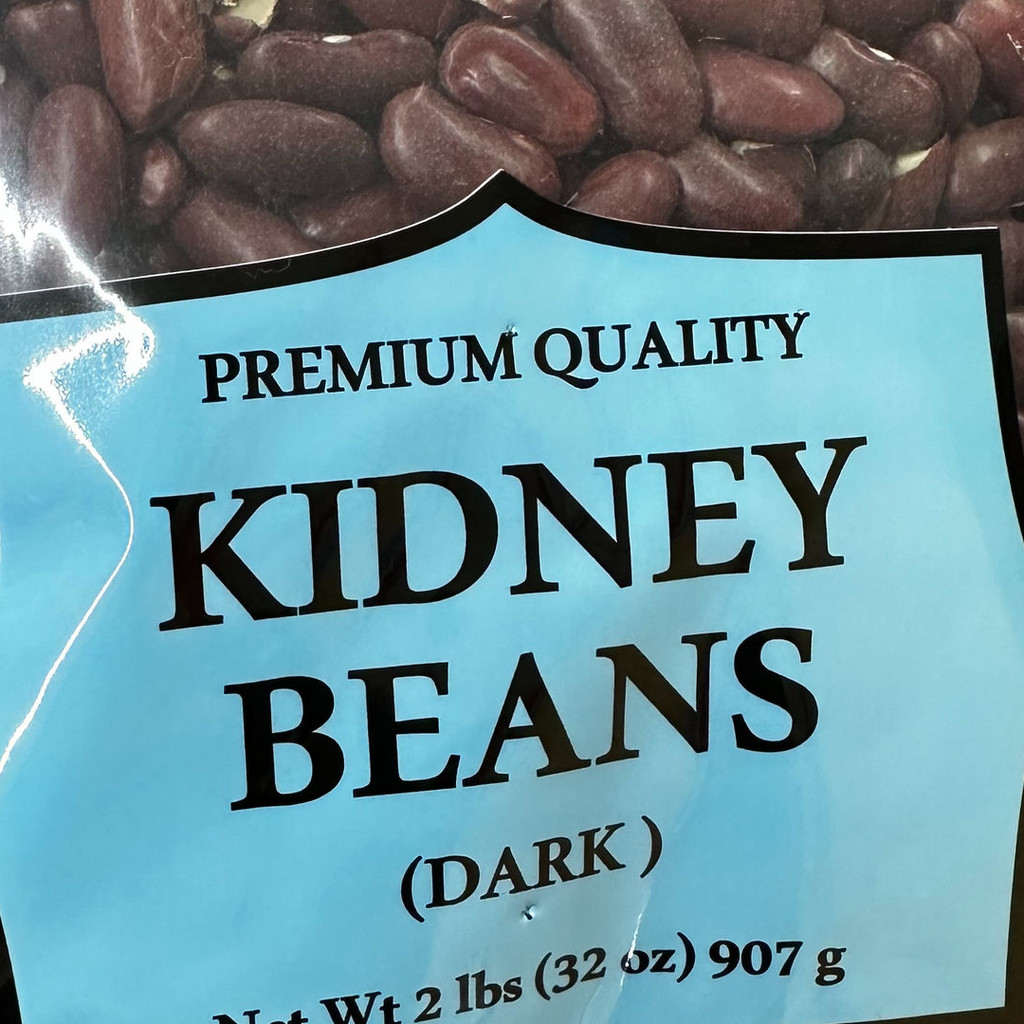 PREMIUM QUALITY
KIDNEY
BEANS
(DARK )
Net Wt 2 lbs (32 oz) 907 g